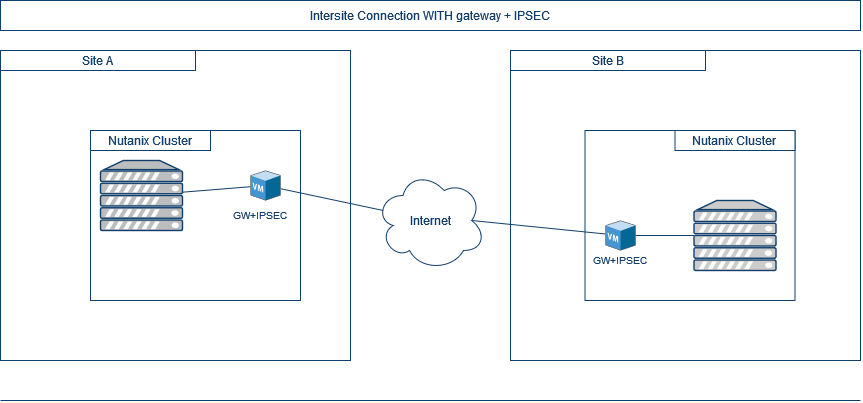 Intersite Connection WITH gateway + IPSEC
Site A
Site B
Nutanix Cluster
Nutanix Cluster
VM
GW+IPSEC
Internet
VM
GW+IPSEC